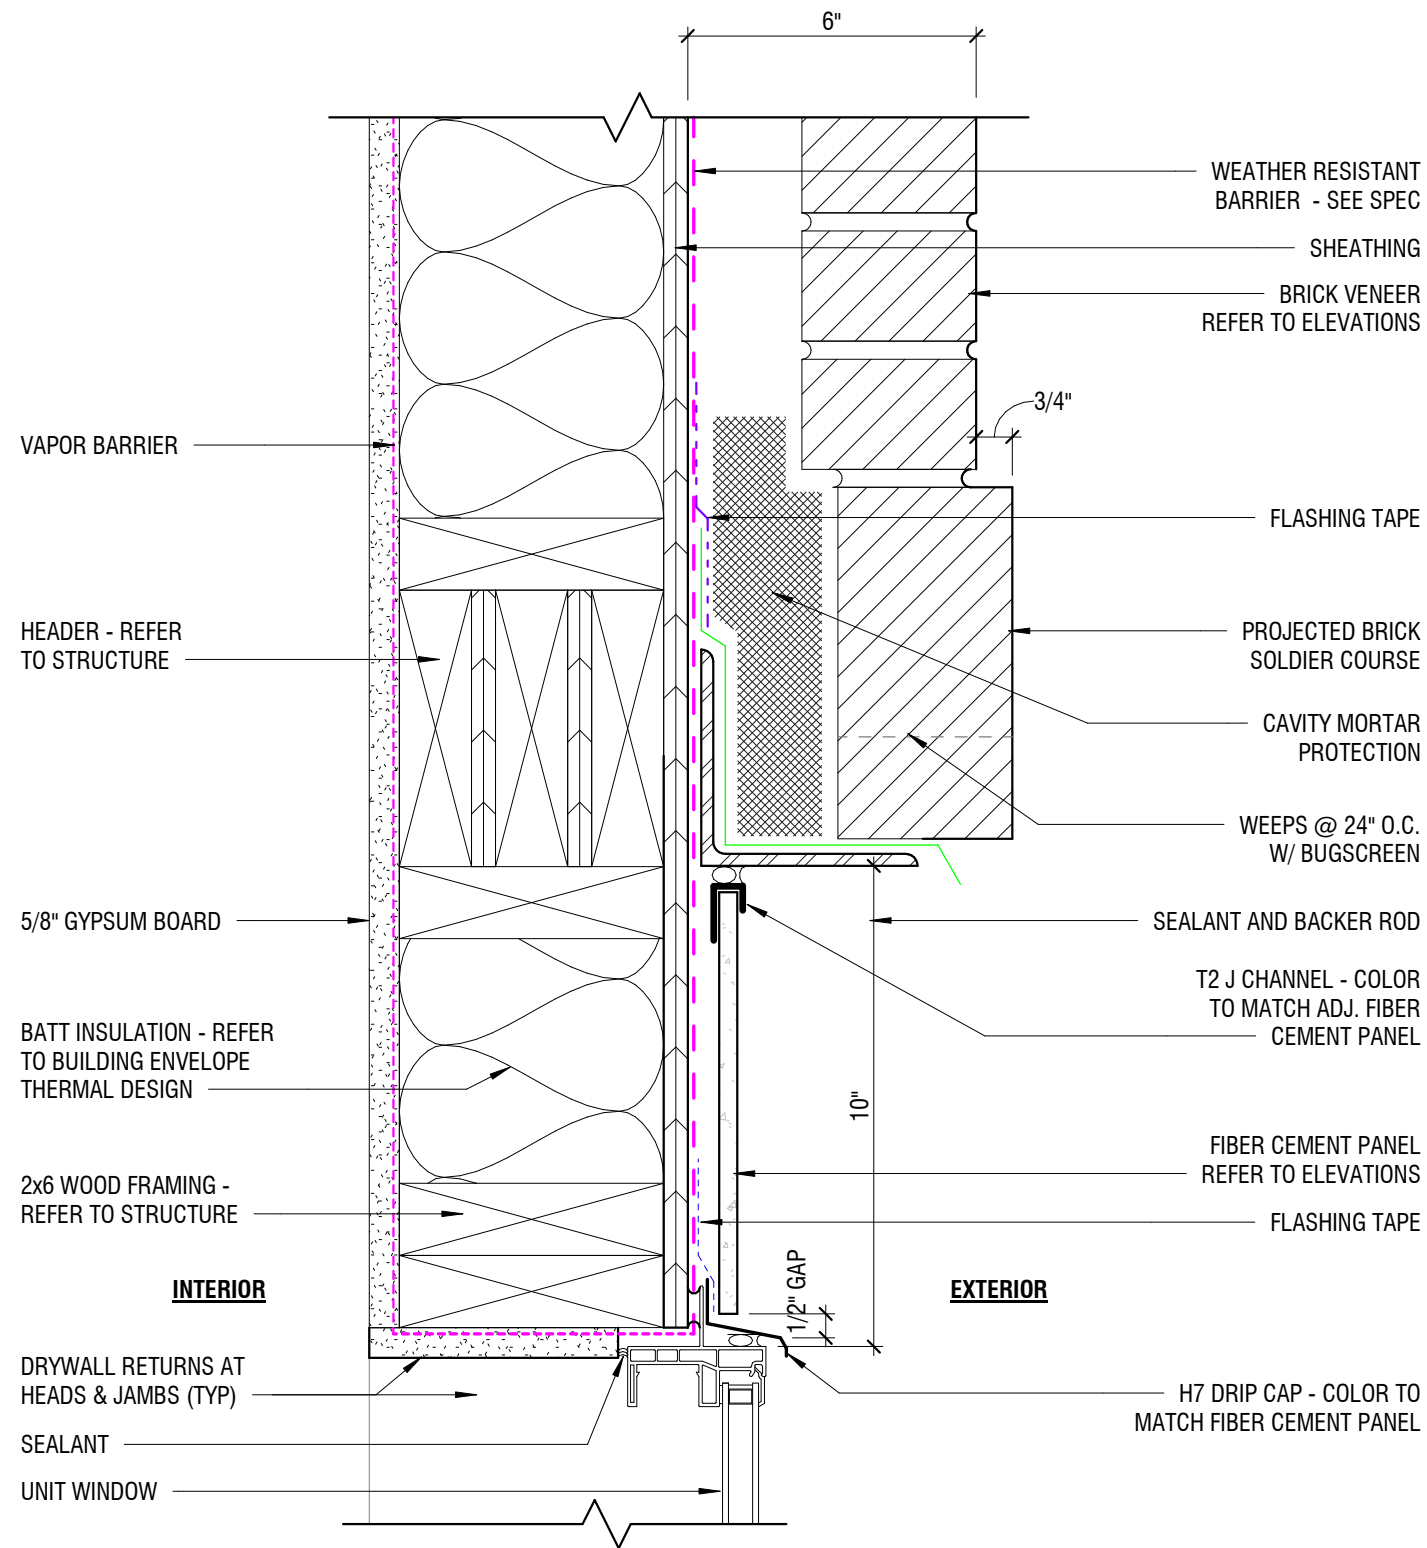 6"
WEATHER RESISTANT
BARRIER - SEE SPEC
SHEATHING
BRICK VENEER
REFER TO ELEVATIONS
3/4"
VAPOR BARRIER
FLASHING TAPE
HEADER - REFER
TO STRUCTURE
PROJECTED BRICK
SOLDIER COURSE
CAVITY MORTAR
PROTECTION
WEEPS @ 24" O.C.
W/ BUGSCREEN
5/8" GYPSUM BOARD
SEALANT AND BACKER ROD
T2 J CHANNEL - COLOR
TO MATCH ADJ. FIBER
CEMENT PANEL
BATT INSULATION - REFER
TO BUILDING ENVELOPE
THERMAL DESIGN
10"
FIBER CEMENT PANEL
REFER TO ELEVATIONS
2x6 WOOD FRAMING -
REFER TO STRUCTURE
FLASHING TAPE
1/2" GAP
INTERIOR
EXTERIOR
DRYWALL RETURNS AT
HEADS & JAMBS (TYP)
H7 DRIP CAP - COLOR TO
MATCH FIBER CEMENT PANEL
SEALANT
UNIT WINDOW